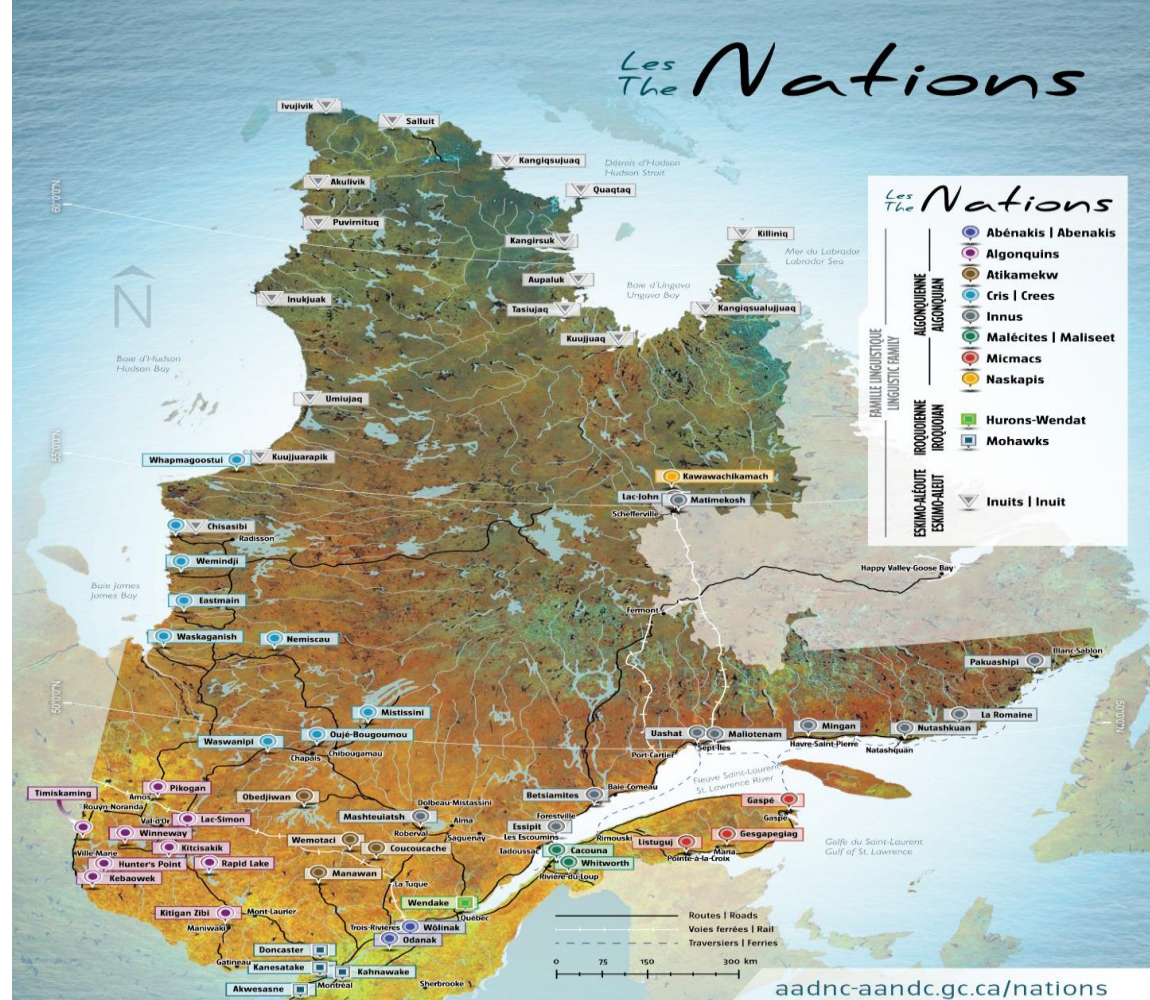 Les
The Nations
Ivujivik
Salluit
Kangiqsujuaq
Détroit d'Hudson
Hudson Strait
Akulivik
Quaqtaq
60°0'0"N
Puvirnituq
Kangirsuk
Killiniq
Mer du Labrador
Labrador Sea
Aupaluk
Baie d'Ungava
Ungava Bay
Inukjuak
N
Tasiujaq
Kangiqsualujjuaq
Kuujjuaq
Baie d'Hudson
Hudson Bay
Umiujaq
55°0'0"N
Whapmagoostui
Kuujjuarapik
Kawawachikamach
Lac-John
Matimekosh
Schefferville
Chisasibi
Radisson
Wemindji
Happy Valley-Goose Bay
Baie James
James Bay
Eastmain
Fermont
Waskaganish
Nemiscau
Blanc-Sablon
Pakuashipi
50°0'0"N
Mistissini
La Romaine
Oujé-Bougoumou
Waswanipi
Uashat
Maliotenam
Mingan
Nutashkuan
Sept-Îles
Havre-Saint-Pierre
Natashquan
Chapais
Chibougamau
Port-Cartier
Fleuve Saint-Laurent
St. Lawrence River
Pikogan
Amos
Timiskaming
Rouyn-Noranda
Obedjiwan
Betsiamites
Baie-Comeau
Gaspé
Gaspé
Val-d'Or
Lac-Simon
Dolbeau-Mistassini
Mashteuiatsh
Alma
Forestville
Winneway
Roberval
Saguenay
Essipit
Les Escoumins
Rimouski
Gesgapegiag
Wemotaci
Kitcisakik
Coucoucache
Tadoussac
Cacouna
Listuguj
Maria
Pointe-à-la-Croix
Ville-Marie
Hunter's Point
Rapid Lake
Whitworth
Golfe du Saint-Laurent
Gulf of St. Lawrence
Kebaowek
Manawan
Rivière-du-Loup
La Tuque
Wendake
Québec
Kitigan Zibi
Mont-Laurier
Maniwaki
Trois-Rivières
Wôlinak
Odanak
Doncaster
Gatineau
Kanesatake
Kahnawake
Akwesasne
Montréal
Sherbrooke
Les
The Nations
FAMILLE LINGUISTIQUE
LINGUISTIC FAMILY
ALGONQUIENNE
ALGONQUIAN
Abénakis | Abenakis
Algonquins
Atikamekw
Cris | Crees
Innus
Malécites | Maliseet
Micmacs
Naskapis
IROQUOIENNE
IROQUOIAN
Hurons-Wendat
Mohawks
ESKIMO-ALÉOUTE
ESKIMO-ALEUT
Inuits | Inuit
Routes | Roads
Voies ferrées | Rail
Traversiers | Ferries
0 75 150 300 km
aadnc-aandc.gc.ca/nations